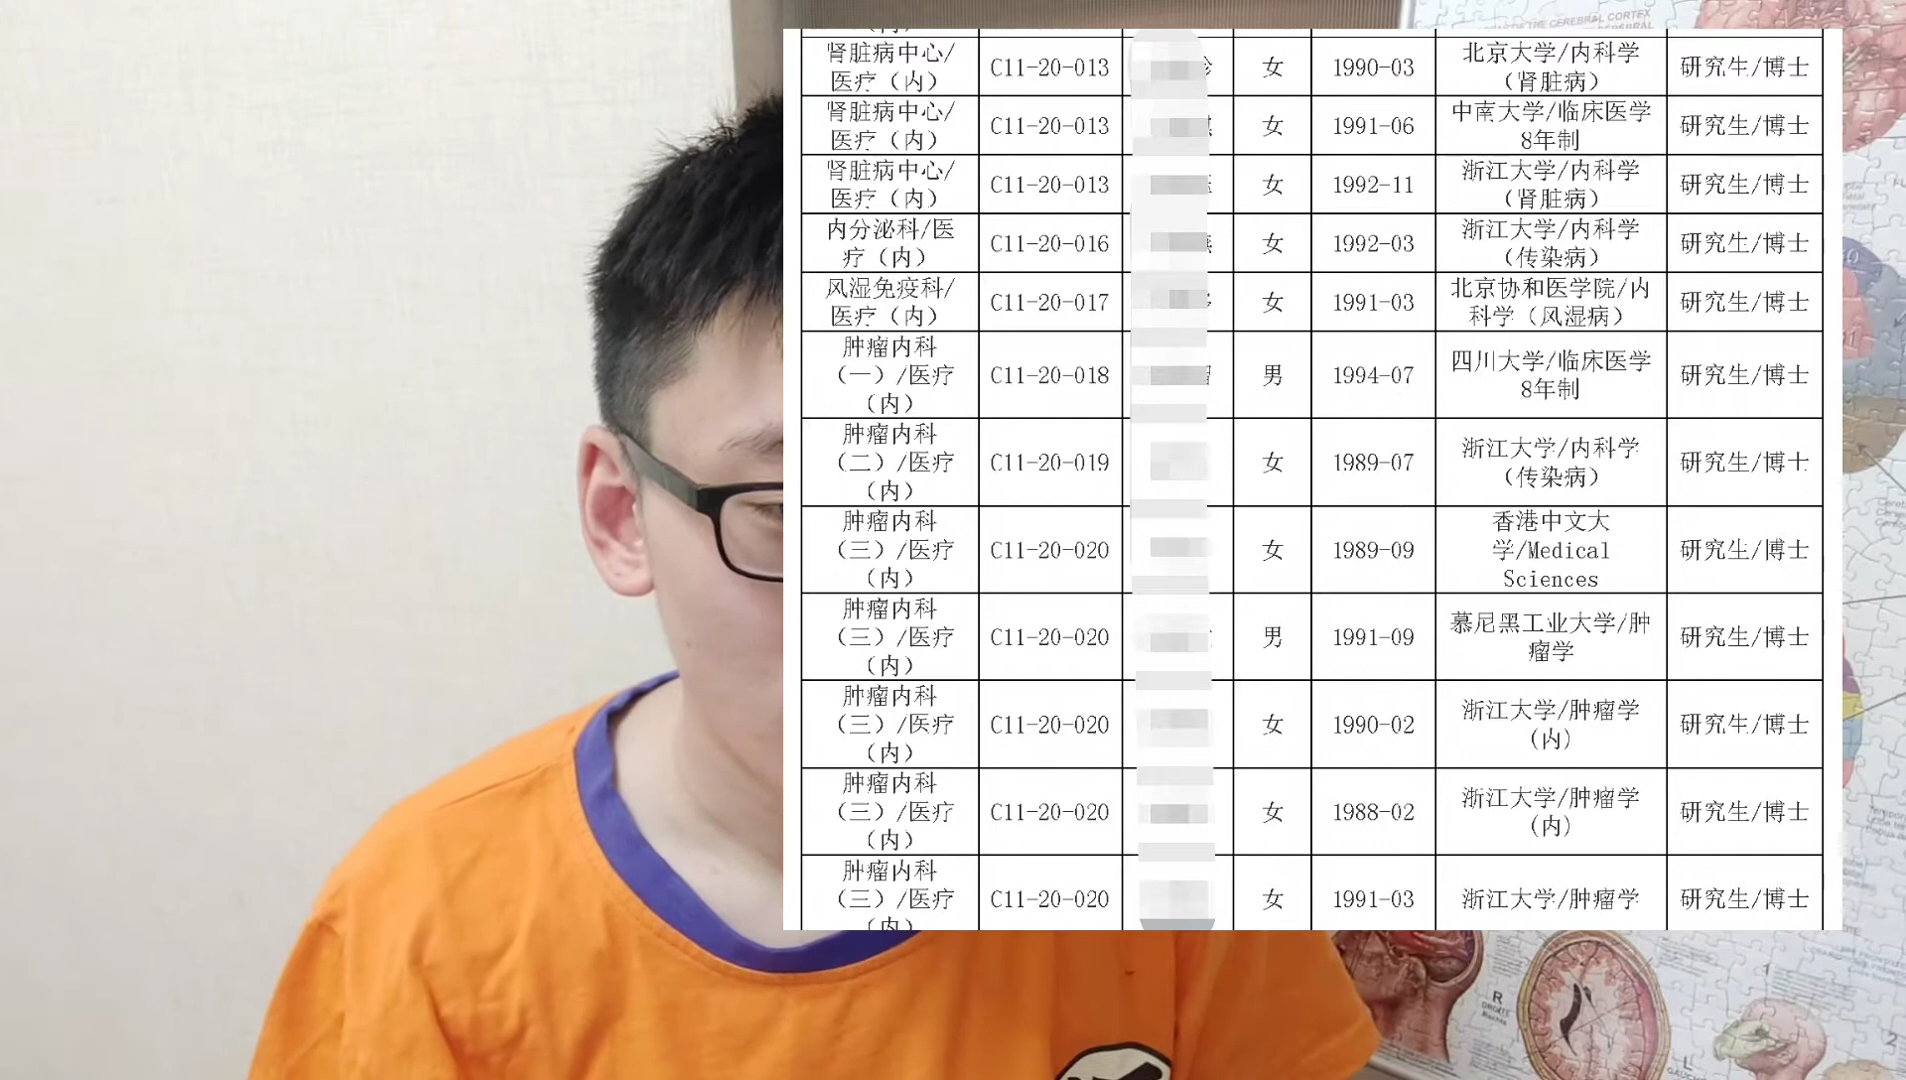 THE CEREBRAL CORTEX
肾脏病中心/
医疗（内）
C11-20-013
女
1990-03
北京大学/内科学
（肾脏病）
研究生/博士
肾脏病中心/
医疗（内）
C11-20-013
女
1991-06
中南大学/临床医学
8年制
研究生/博士
肾脏病中心/
医疗（内）
C11-20-013
女
1992-11
浙江大学/内科学
（肾脏病）
研究生/博士
内分泌科/医
疗（内）
C11-20-016
女
1992-03
浙江大学/内科学
（传染病）
研究生/博士
风湿免疫科/
医疗（内）
C11-20-017
女
1991-03
北京协和医学院/内
科学（风湿病）
研究生/博士
肿瘤内科
（一）/医疗
（内）
C11-20-018
男
1994-07
四川大学/临床医学
8年制
研究生/博士
肿瘤内科
（二）/医疗
（内）
C11-20-019
女
1989-07
浙江大学/内科学
（传染病）
研究生/博士
肿瘤内科
（三）/医疗
（内）
C11-20-020
女
1989-09
香港中文大
学/Medical
Sciences
研究生/博士
肿瘤内科
（三）/医疗
（内）
C11-20-020
男
1991-09
慕尼黑工业大学/肿
瘤学
研究生/博士
肿瘤内科
（三）/医疗
（内）
C11-20-020
女
1990-02
浙江大学/肿瘤学
（内）
研究生/博士
肿瘤内科
（三）/医疗
（内）
C11-20-020
女
1988-02
浙江大学/肿瘤学
（内）
研究生/博士
肿瘤内科
（三）/医疗
（内）
C11-20-020
女
1991-03
浙江大学/肿瘤学
研究生/博士
R
DROITE
L
2